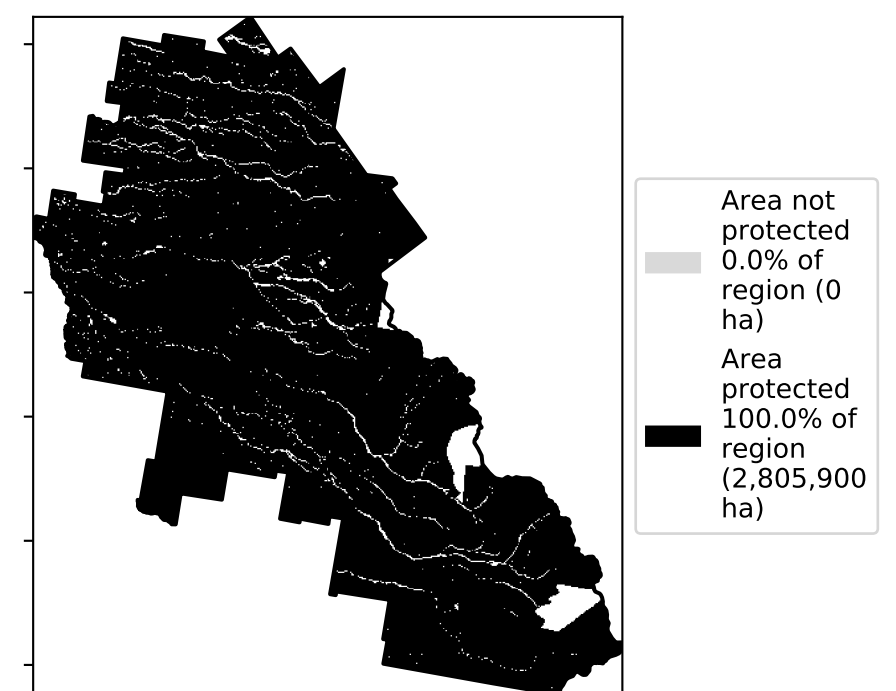 Area not
protected
0.0% of
region (0
ha)
Area
protected
100.0% of
region
(2,805,900
ha)